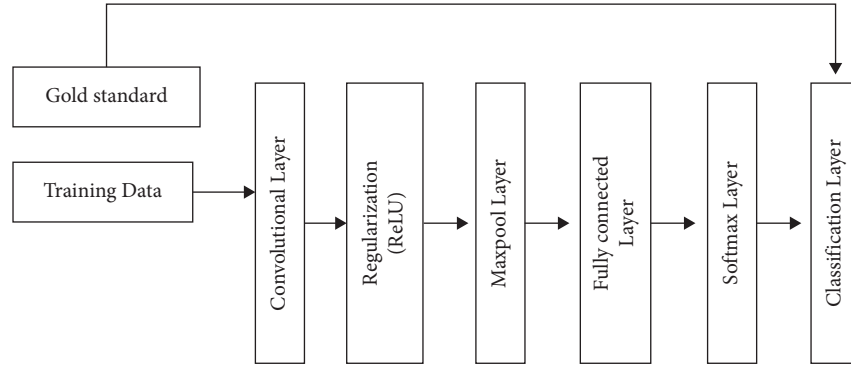 Gold standard
Training Data
Convolutional Layer
Regularization
(ReLU)
Maxpool Layer
Fully connected
Layer
Softmax Layer
Classification Layer